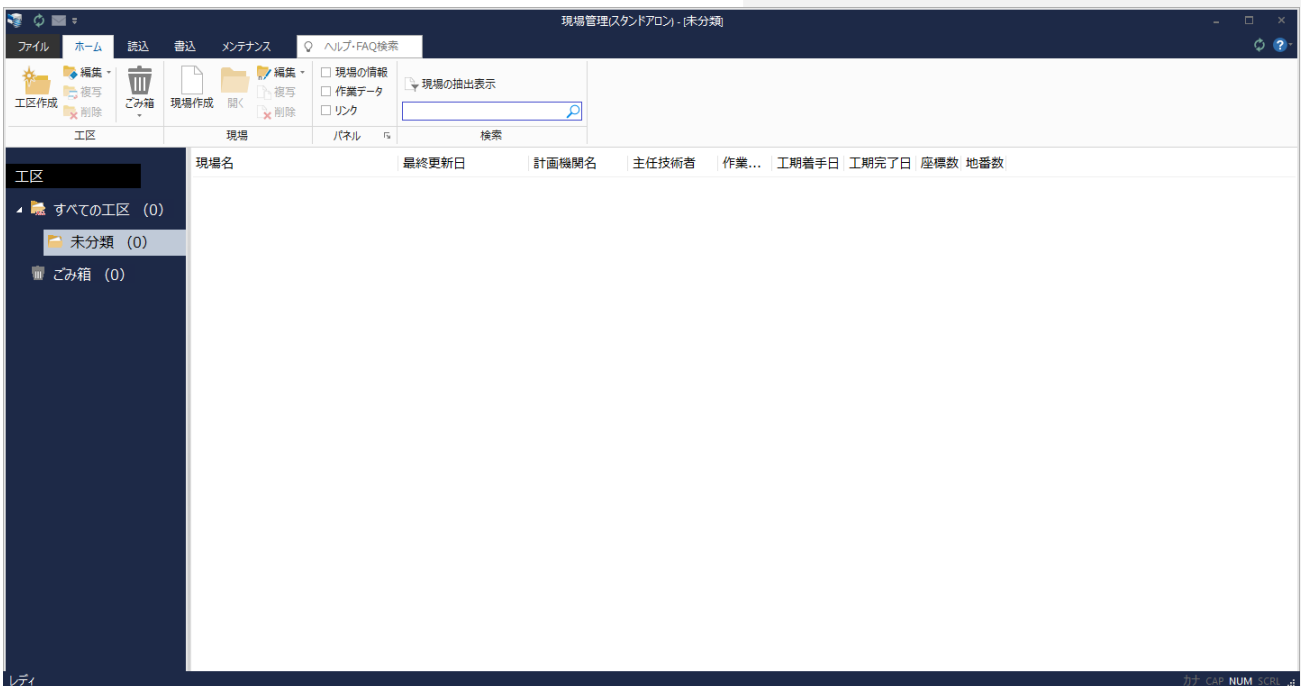 現場管理(スタンドアロン) - [未分類]
ファイル ホーム 読込 書込 メンテナンス ヘルプ・FAQ検索
工区作成 編集 複写 削除 ごみ箱
工区
現場作成 開く 編集 複写 削除
現場
現場の情報
作業データ
リンク
パネル
現場の抽出表示
検索
工区
すべての工区 (0)
未分類 (0)
ごみ箱 (0)
現場名 最終更新日 計画機関名 主任技術者 作業... 工期着手日 工期完了日 座標数 地番数
レディ
カナ CAP NUM SCRL